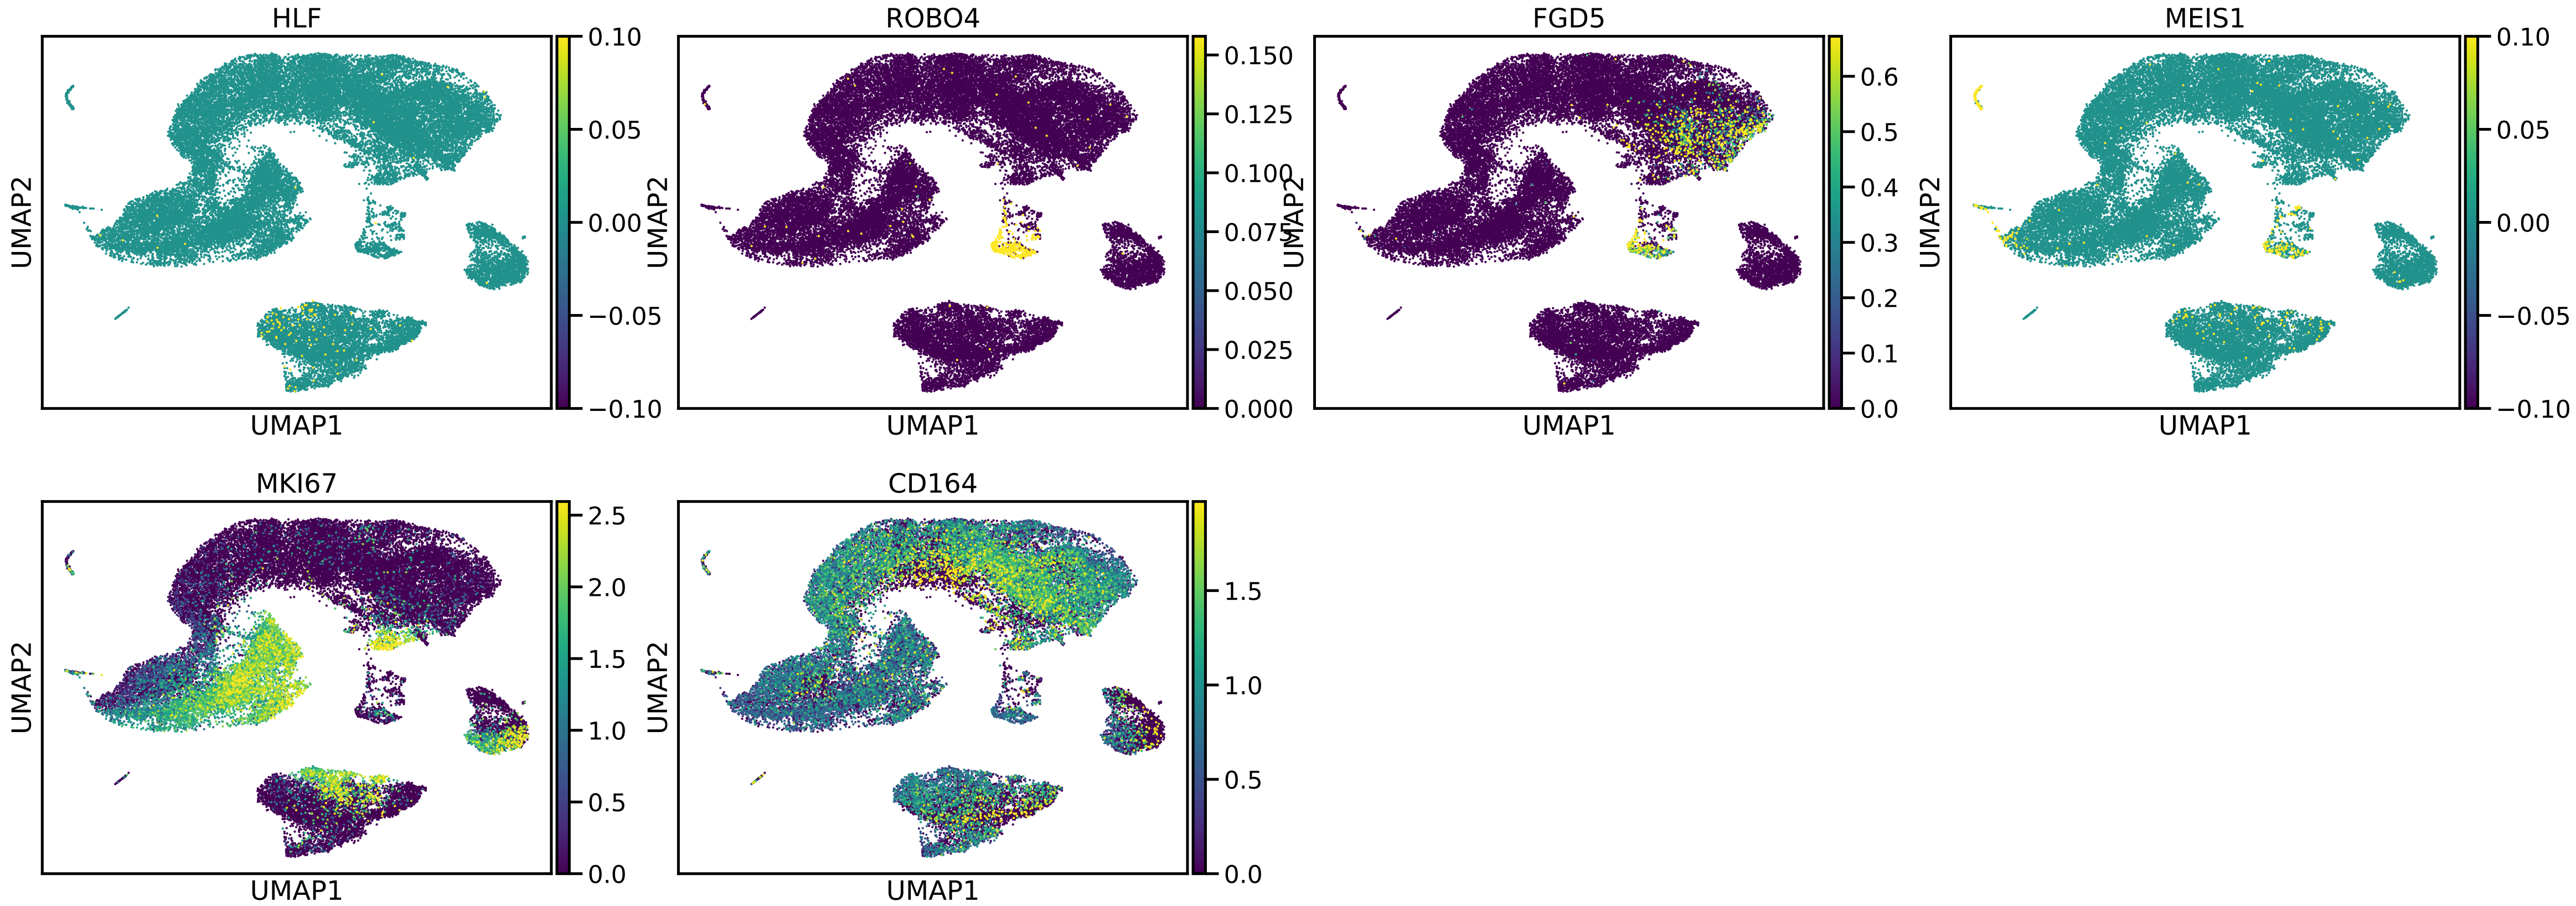 HLF
0.10
0.05
0.00
−0.05
−0.10
UMAP2
UMAP1
ROBO4
0.150
0.125
0.100
0.075
0.050
0.025
0.000
UMAP2
UMAP1
FGD5
0.6
0.5
0.4
0.3
0.2
0.1
0.0
UMAP2
UMAP1
MEIS1
0.10
0.05
0.00
−0.05
−0.10
UMAP2
UMAP1
MKI67
2.5
2.0
1.5
1.0
0.5
0.0
UMAP2
UMAP1
CD164
1.5
1.0
0.5
0.0
UMAP2
UMAP1